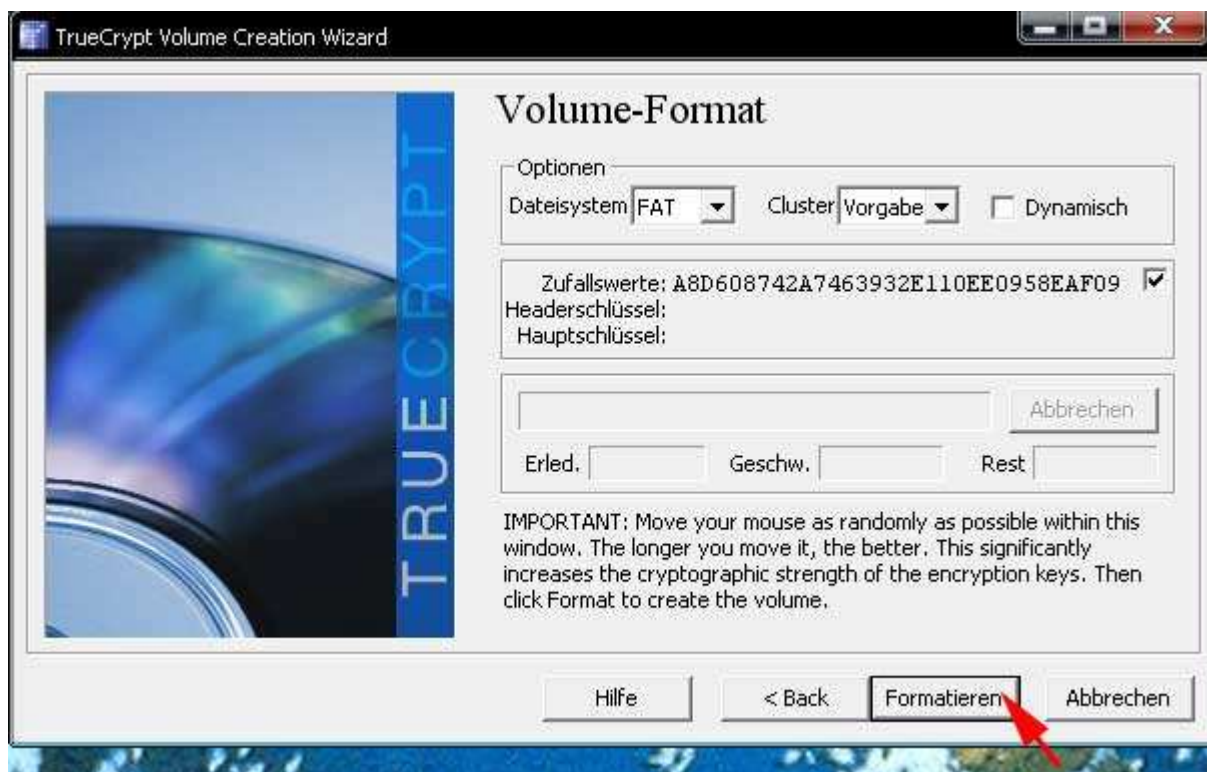 TrueCrypt Volume Creation Wizard
TRUECRYPT
Volume-Format
Optionen
Dateisystem FAT Cluster Vorgabe Dynamisch
Zufallswerte: A8D608742A7463932E110EE0958EAF09
Headerschlüssel:
Hauptschlüssel:
Abbrechen
Erled. Geschw. Rest
IMPORTANT: Move your mouse as randomly as possible within this
window. The longer you move it, the better. This significantly
increases the cryptographic strength of the encryption keys. Then
click Format to create the volume.
Hilfe < Back Formatieren Abbrechen